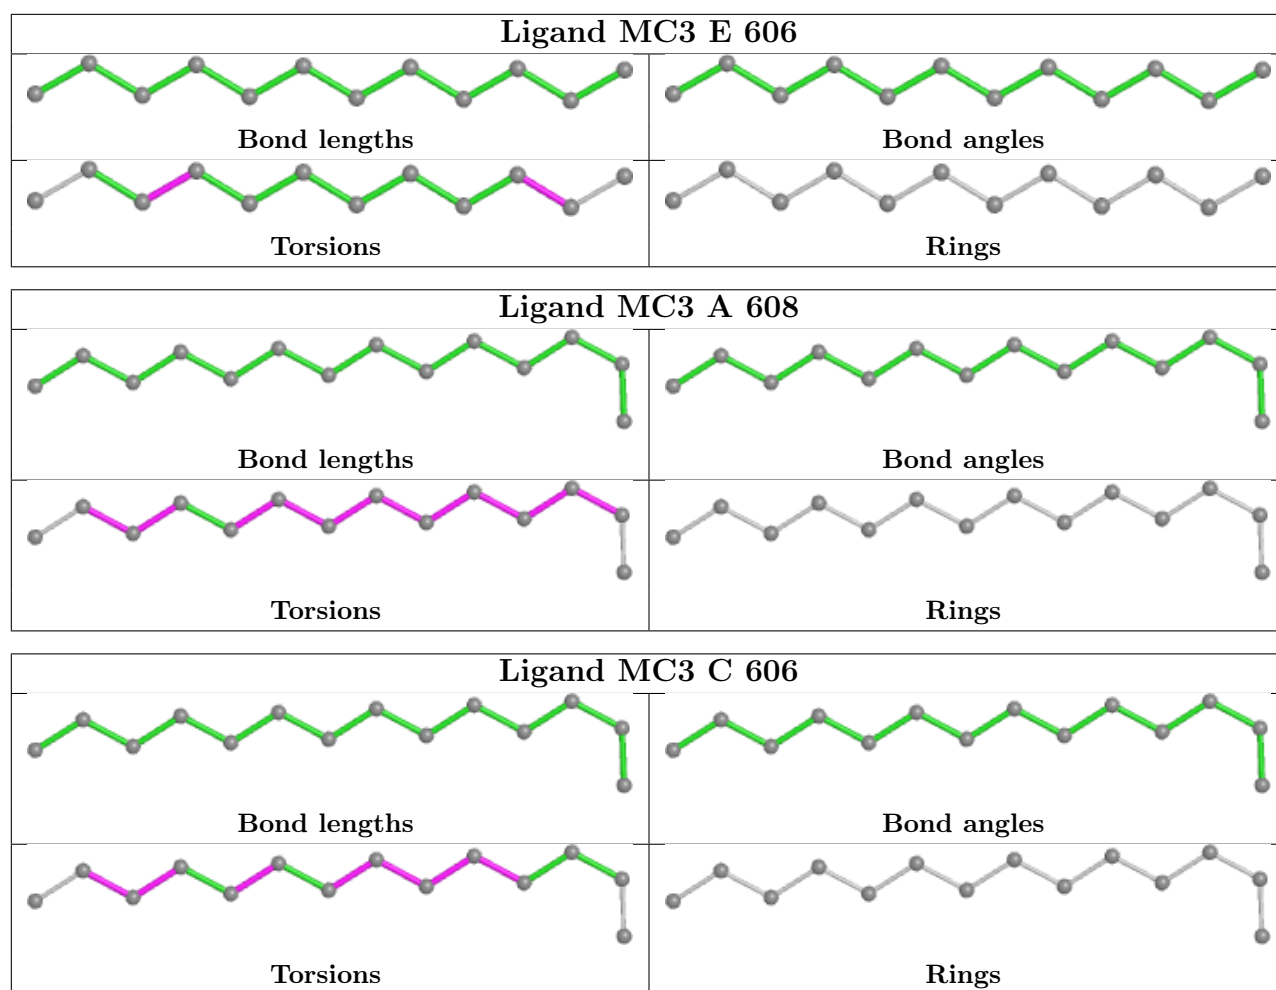 Ligand MC3 E 606
Bond lengths
Bond angles
Torsions
Rings
Ligand MC3 A 608
Bond lengths
Bond angles
Torsions
Rings
Ligand MC3 C 606
Bond lengths
Bond angles
Torsions
Rings